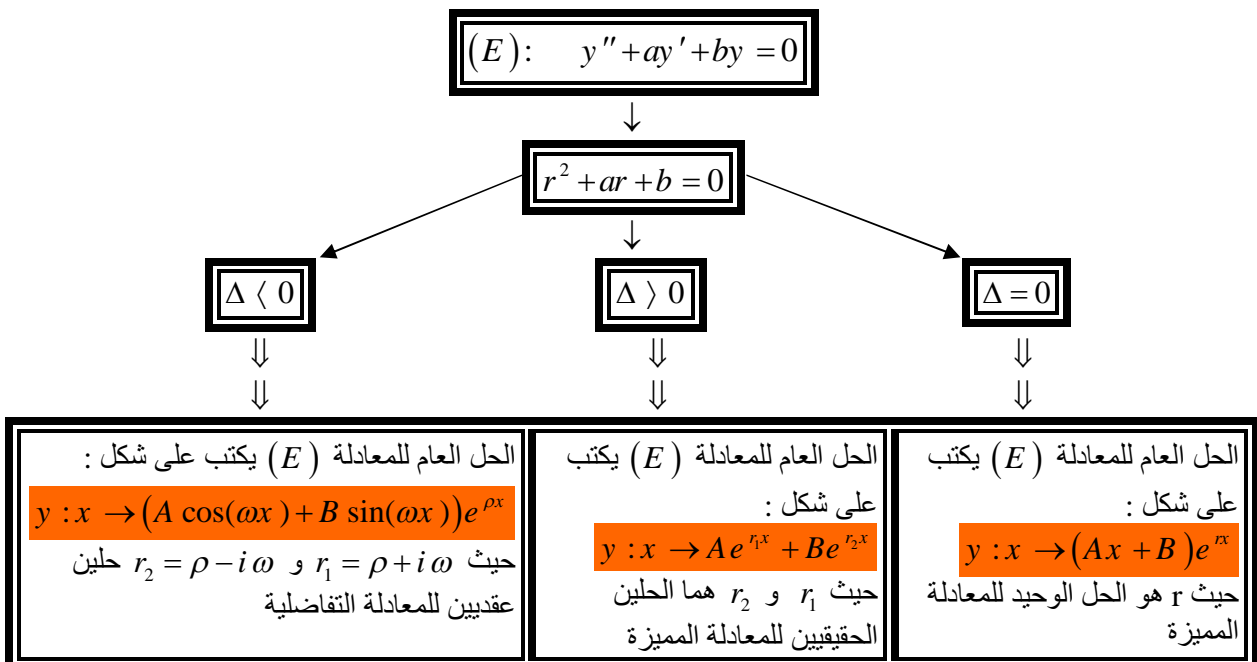 (E): y″+ay′+by=0
↓
r²+ar+b=0
↓
Δ=0
Δ 〉 0
Δ 〈 0
⇓ ⇓ ⇓
⇓ ⇓ ⇓
الحل العام للمعادلة (E) يكتب
على شكل :
y : x → (Ax + B)e^{rx}
حيث r هو الحل الوحيد للمعادلة
المميزة
الحل العام للمعادلة (E) يكتب
على شكل :
y : x → Ae^{r₁x} + Be^{r₂x}
حيث r₁ و r₂ هما الحلين
الحقيقيين للمعادلة المميزة
الحل العام للمعادلة (E) يكتب على شكل :
y : x → (A cos(ωx) + B sin(ωx))e^{ρx}
حيث r₁ = ρ + iω و r₂ = ρ − iω حلين
عقديين للمعادلة التفاضلية